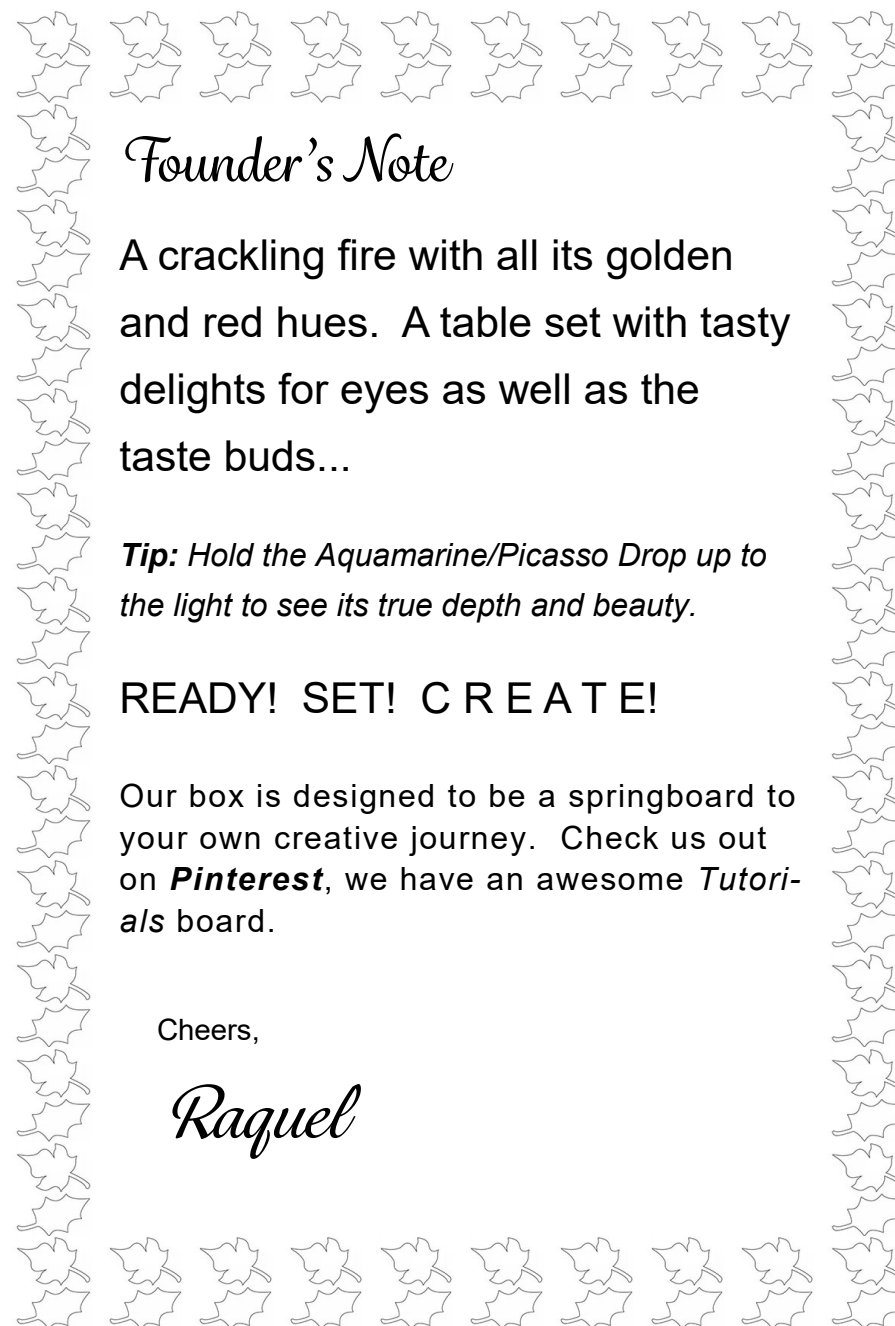 Founder’s Note
A crackling fire with all its golden
and red hues.  A table set with tasty
delights for eyes as well as the
taste buds...
Tip: Hold the Aquamarine/Picasso Drop up to
the light to see its true depth and beauty.
READY!  SET!  C R E A T E!
Our box is designed to be a springboard to
your own creative journey.  Check us out
on Pinterest, we have an awesome Tutori-
als board.
Cheers,
Raquel